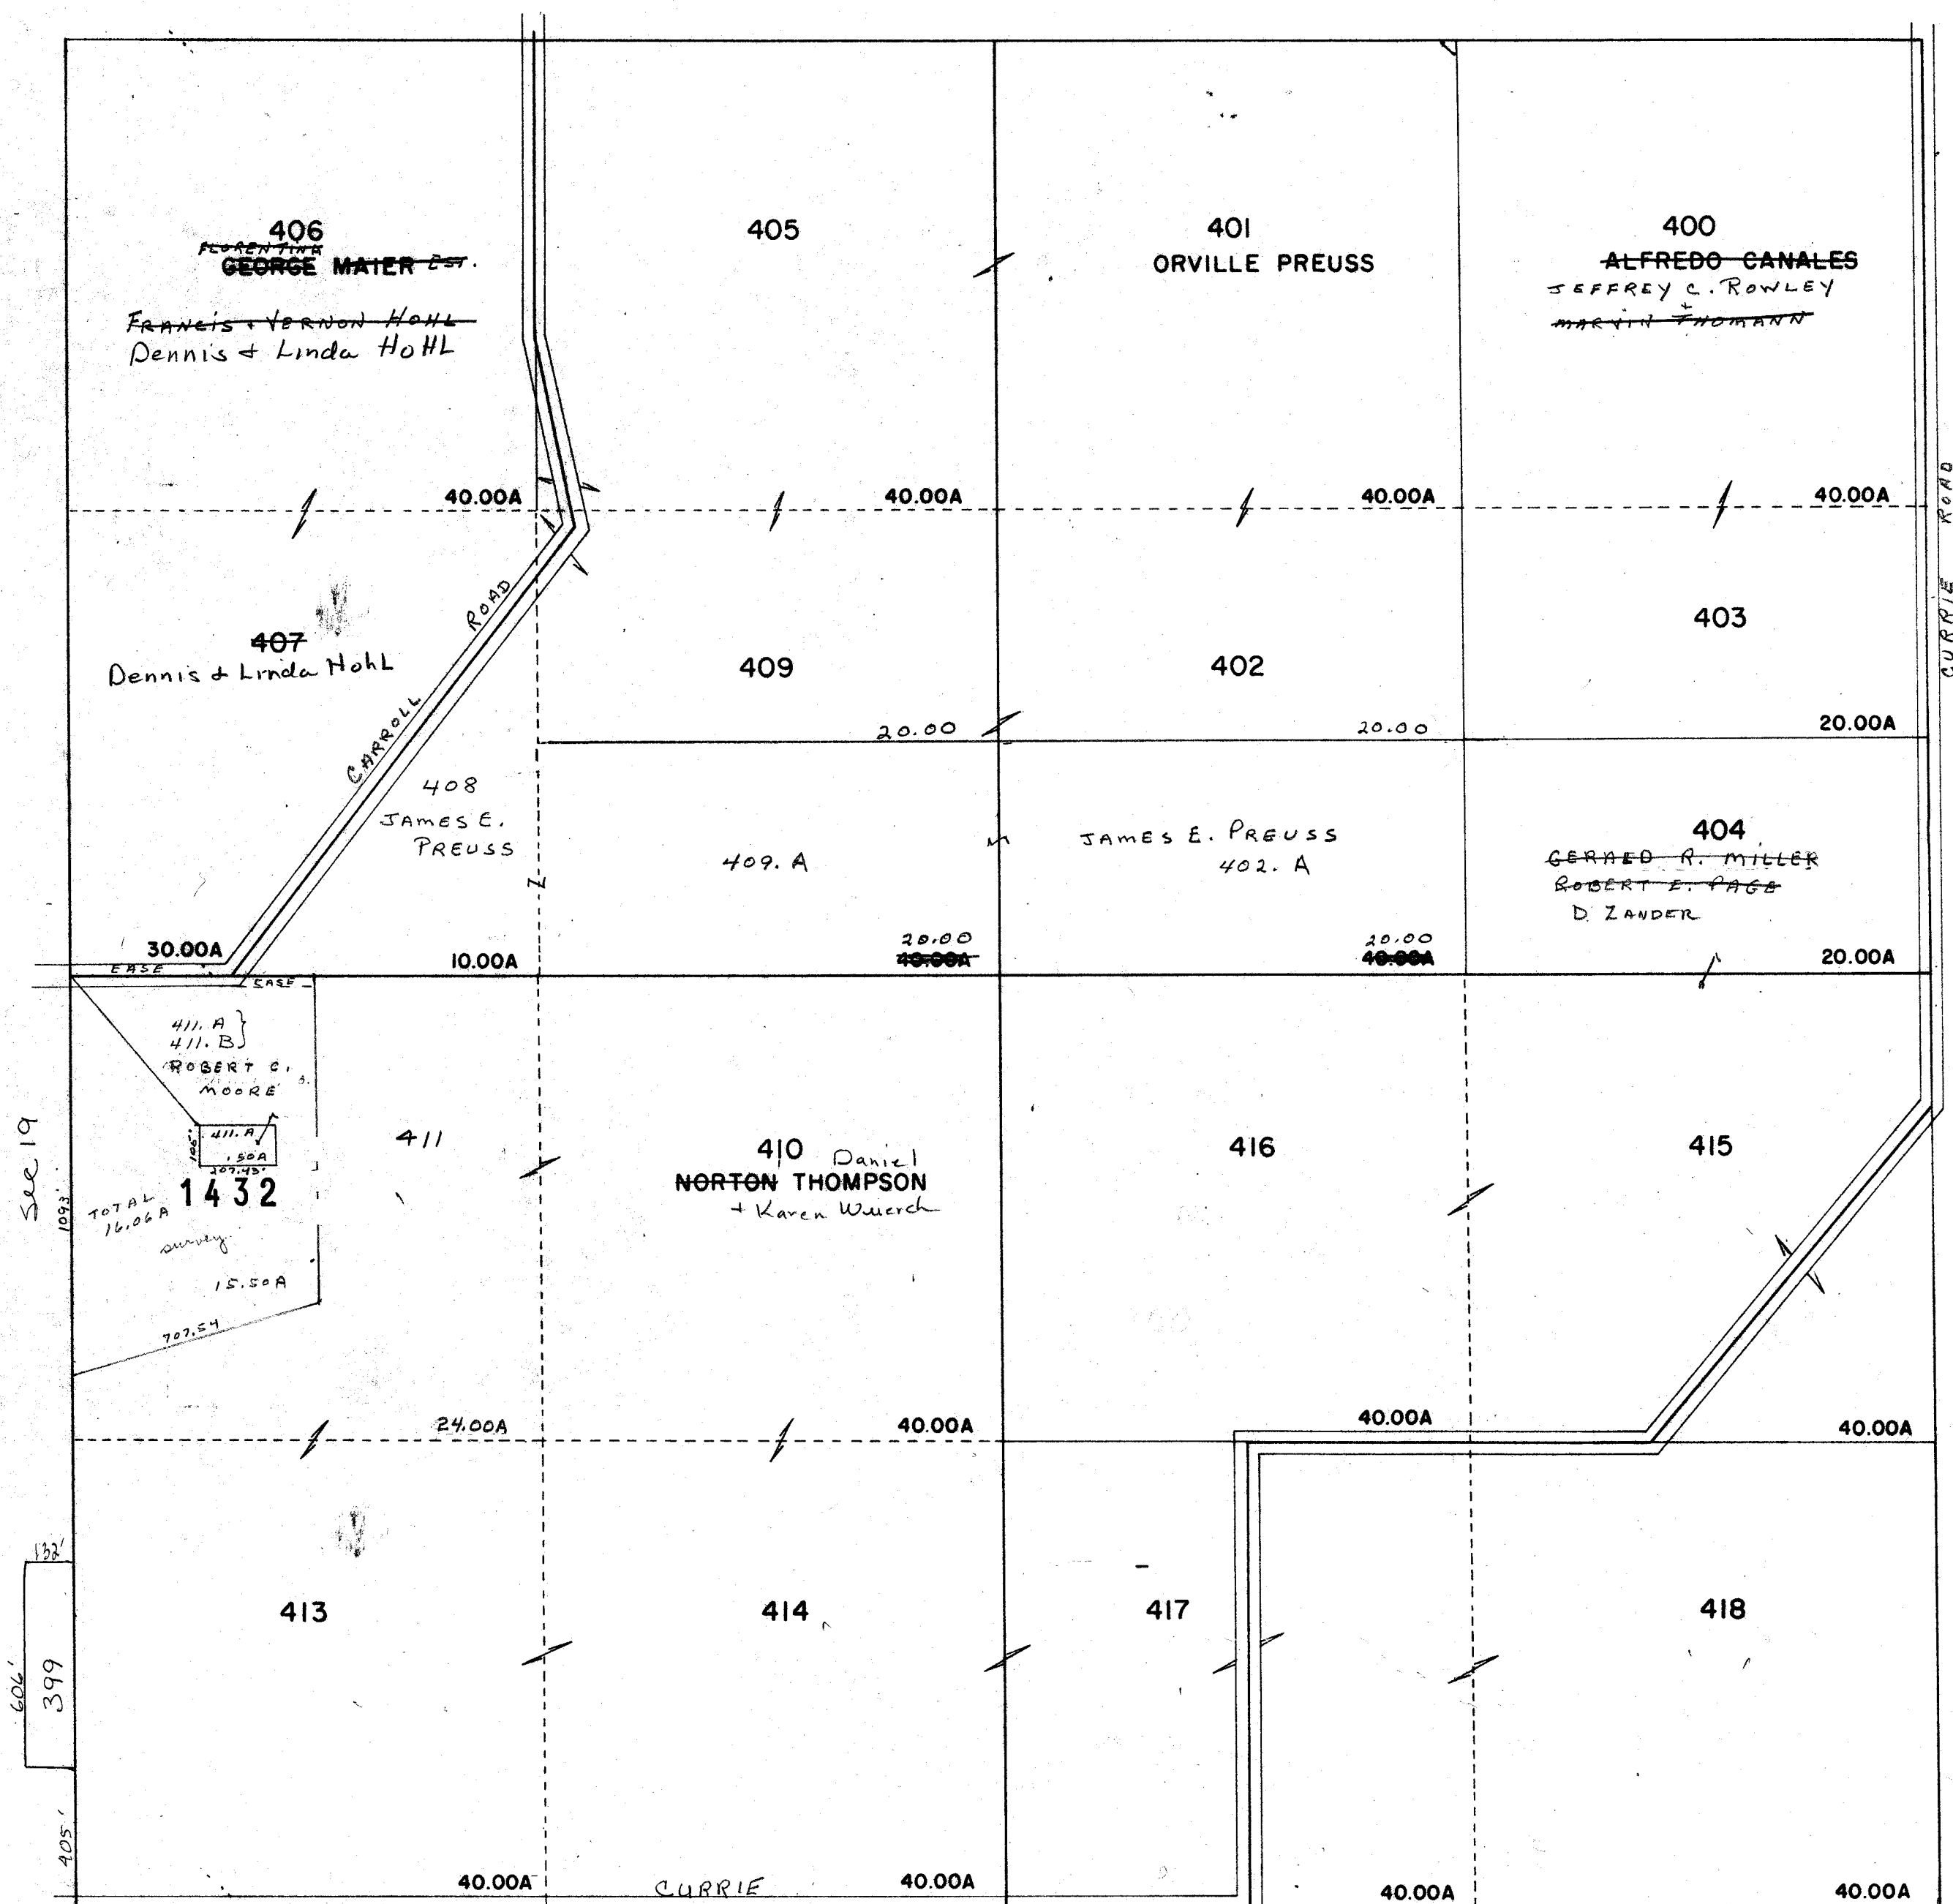 406
FLORENTINA
GEORGE MAIER EST.
FRANCIS + VERNON HOHL
Dennis + Linda HOHL
40.00A
405
40.00A
401
ORVILLE PREUSS
40.00A
400
ALFREDO CANALES
JEFFREY C. ROWLEY
+
MARVIN THOMANN
40.00A
CURRIE ROAD
407
Dennis + Linda HohL
CARROLL ROAD
30.00A
EASE
EASE
408
JAMES E.
PREUSS
10.00A
409
20.00
409. A
20.00
40.00A
402
20.00
JAMES E. PREUSS
402. A
20.00
40.00A
403
20.00A
404
GERALD R. MILLER
ROBERT E. PAGE
D. ZANDER
20.00A
411. A }
411. B }
ROBERT C.
MOORE
411. A
.50A
105'
207.43'
1432
TOTAL
16.06A
survey
15.50A
707.54
1093'
Sec 19
411
24.00A
410
Daniel
NORTON THOMPSON
+ Karen Wuerch
40.00A
416
40.00A
415
40.00A
132'
606'
399
405'
413
40.00A
414
40.00A
CURRIE
417
40.00A
418
40.00A